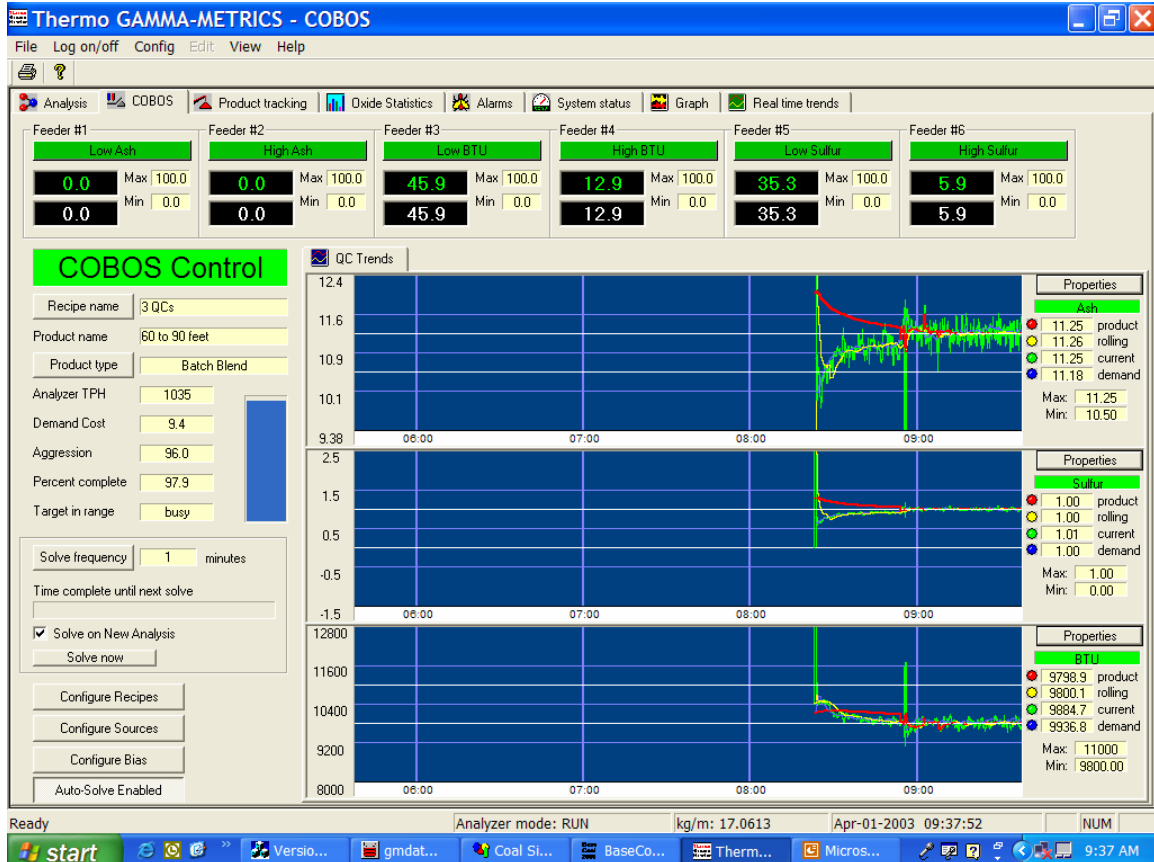 Thermo GAMMA-METRICS - COBOS
File Log on/off Config Edit View Help
Analysis COBOS Product tracking Oxide Statistics Alarms System status Graph Real time trends
Feeder #1 Feeder #2 Feeder #3 Feeder #4 Feeder #5 Feeder #6
Low Ash High Ash Low BTU High BTU Low Sulfur High Sulfur
0.0 Max 100.0 0.0 Max 100.0 45.9 Max 100.0 12.9 Max 100.0 35.3 Max 100.0 5.9 Max 100.0
0.0 Min 0.0 0.0 Min 0.0 45.9 Min 0.0 12.9 Min 0.0 35.3 Min 0.0 5.9 Min 0.0
COBOS Control
Recipe name 3 QCs
Product name 60 to 90 feet
Product type Batch Blend
Analyzer TPH 1035
Demand Cost 9.4
Aggression 96.0
Percent complete 97.9
Target in range busy
Solve frequency 1 minutes
Time complete until next solve
Solve on New Analysis
Solve now
Configure Recipes
Configure Sources
Configure Bias
Auto-Solve Enabled
QC Trends
12.4
11.6
10.9
10.1
9.38
06:00 07:00 08:00 09:00
Properties
Ash
11.25 product
11.26 rolling
11.25 current
11.18 demand
Max: 11.25
Min: 10.50
2.5
1.5
0.5
-0.5
-1.5
06:00 07:00 08:00 09:00
Properties
Sulfur
1.00 product
1.00 rolling
1.01 current
1.00 demand
Max: 1.00
Min: 0.00
12800
11600
10400
9200
8000
06:00 07:00 08:00 09:00
Properties
BTU
9798.9 product
9800.1 rolling
9884.7 current
9936.8 demand
Max: 11000
Min: 9800.00
Ready Analyzer mode: RUN kg/m: 17.0613 Apr-01-2003 09:37:52 NUM
start Versio... gmdat... Coal Si... BaseCo... Therm... Micros... 9:37 AM